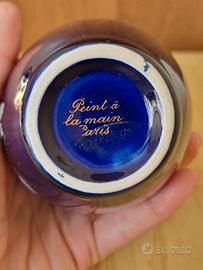 Peint à
la main
Paris
subito